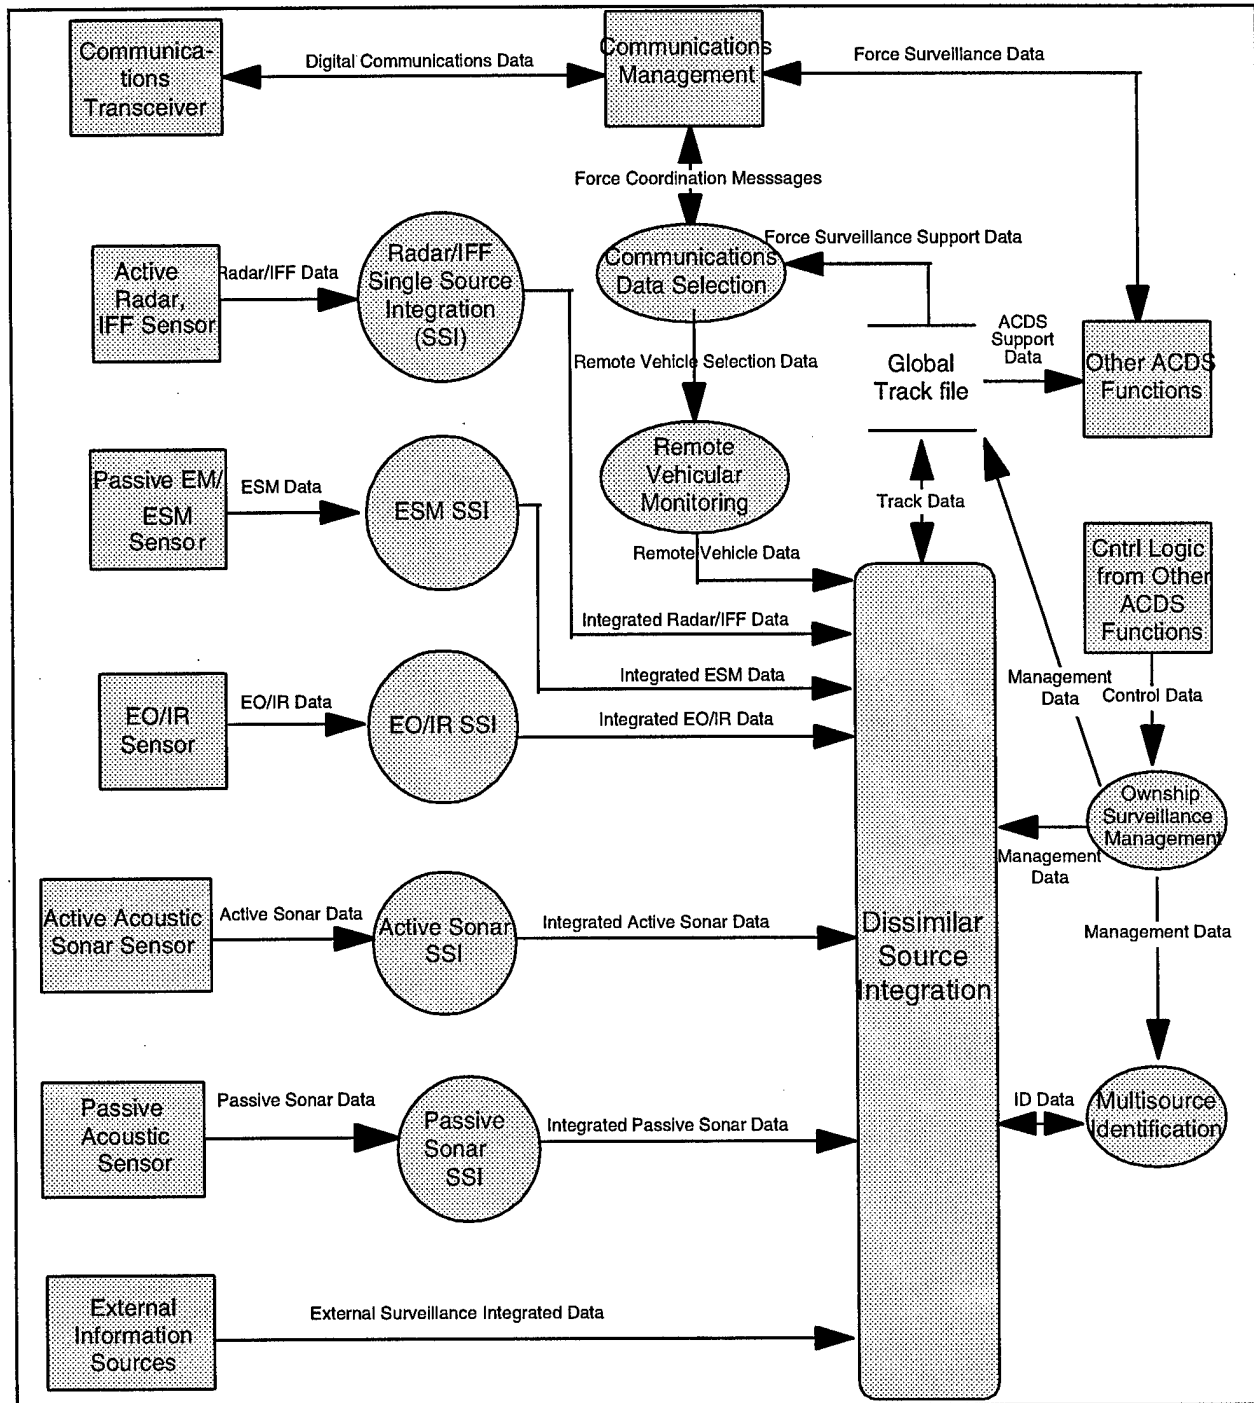 Communica-
tions
Transceiver
Digital Communications Data
Communications
Management
Force Surveillance Data
Force Coordination Messsages
Active
Radar,
IFF Sensor
Radar/IFF Data
Radar/IFF
Single Source
Integration
(SSI)
Communications
Data Selection
Force Surveillance Support Data
Remote Vehicle Selection Data
Global
Track file
ACDS
Support
Data
Other ACDS
Functions
Passive EM/
ESM
Sensor
ESM Data
ESM SSI
Remote
Vehicular
Monitoring
Track Data
Remote Vehicle Data
Cntrl Logic
from Other
ACDS
Functions
Integrated Radar/IFF Data
Integrated ESM Data
Management
Data
Control Data
EO/IR
Sensor
EO/IR Data
EO/IR SSI
Integrated EO/IR Data
Ownship
Surveillance
Management
Management
Data
Management Data
Active Acoustic
Sonar Sensor
Active Sonar Data
Active Sonar
SSI
Integrated Active Sonar Data
Dissimilar
Source
Integration
Passive
Acoustic
Sensor
Passive Sonar Data
Passive
Sonar
SSI
Integrated Passive Sonar Data
ID Data
Multisource
Identification
External
Information
Sources
External Surveillance Integrated Data